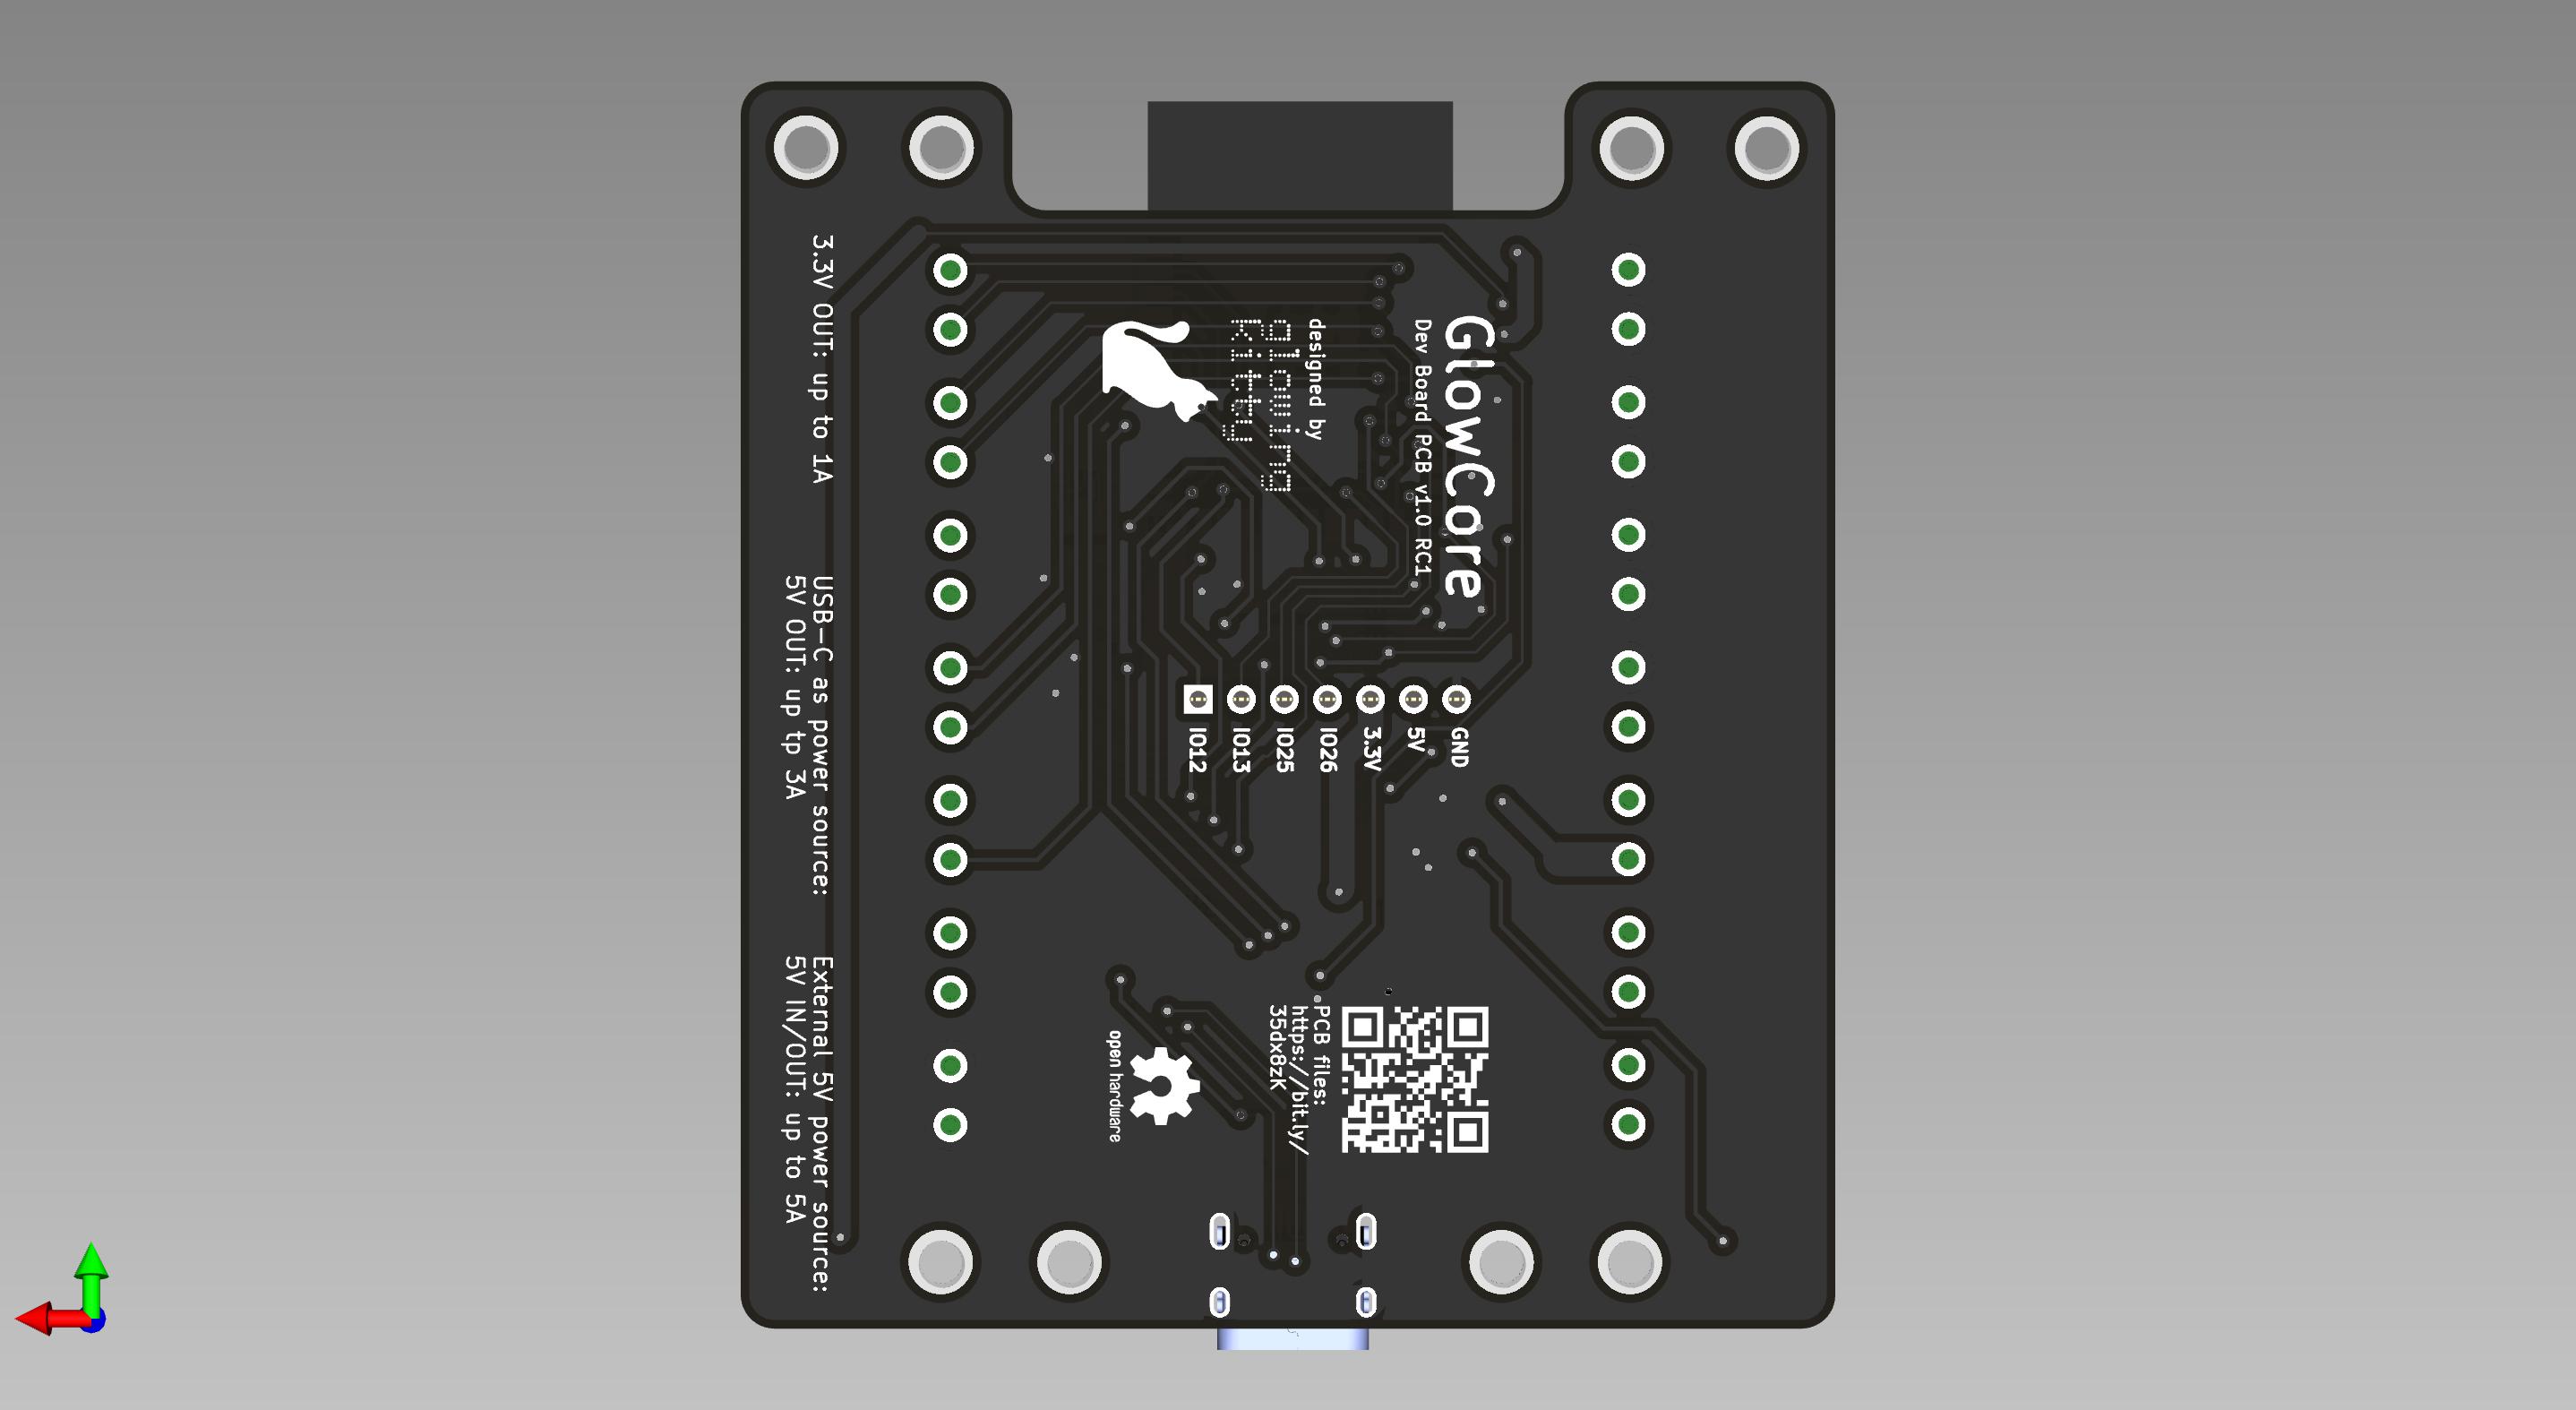 GlowCore
Dev Board PCB v1.0 RC1
designed by
glowing
kitty
3.3V OUT: up to 1A
USB-C as power source:
5V OUT: up tp 3A
External 5V power source:
5V IN/OUT: up to 5A
IO12
IO13
IO25
IO26
3.3V
5V
GND
PCB files:
https://bit.ly/
35dx8zK
open hardware